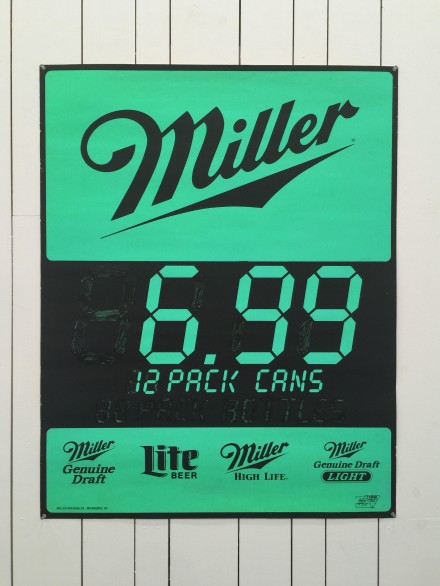 Miller
6.99
12 PACK CANS
Miller
Genuine
Draft
Lite
BEER
Miller
HIGH LIFE
Miller
Genuine Draft
LIGHT